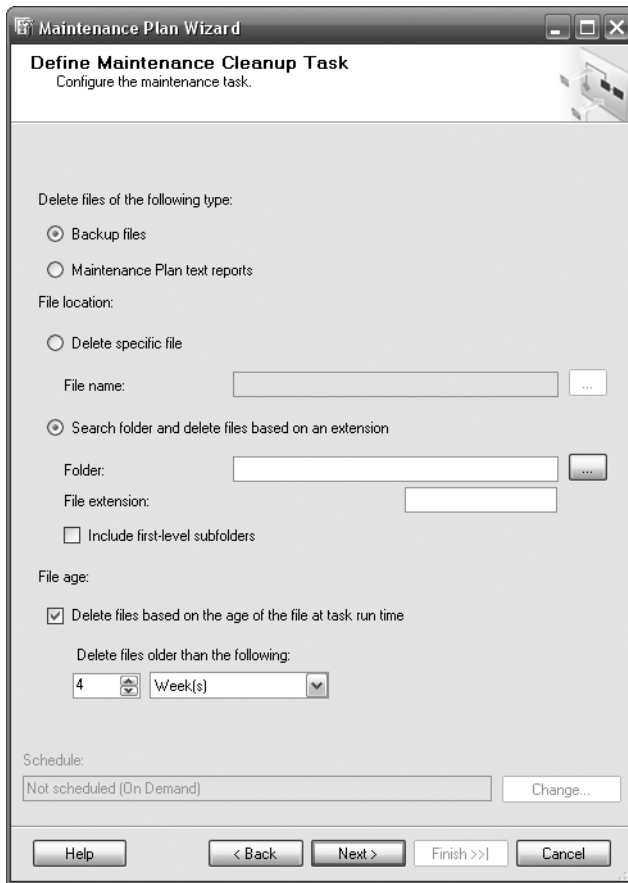 Maintenance Plan Wizard
Define Maintenance Cleanup Task
Configure the maintenance task.
Delete files of the following type:
Backup files
Maintenance Plan text reports
File location:
Delete specific file
File name:
...
Search folder and delete files based on an extension
Folder:
...
File extension:
Include first-level subfolders
File age:
Delete files based on the age of the file at task run time
Delete files older than the following:
4 Week(s)
Schedule:
Not scheduled (On Demand) Change...
Help < Back Next > Finish >>| Cancel